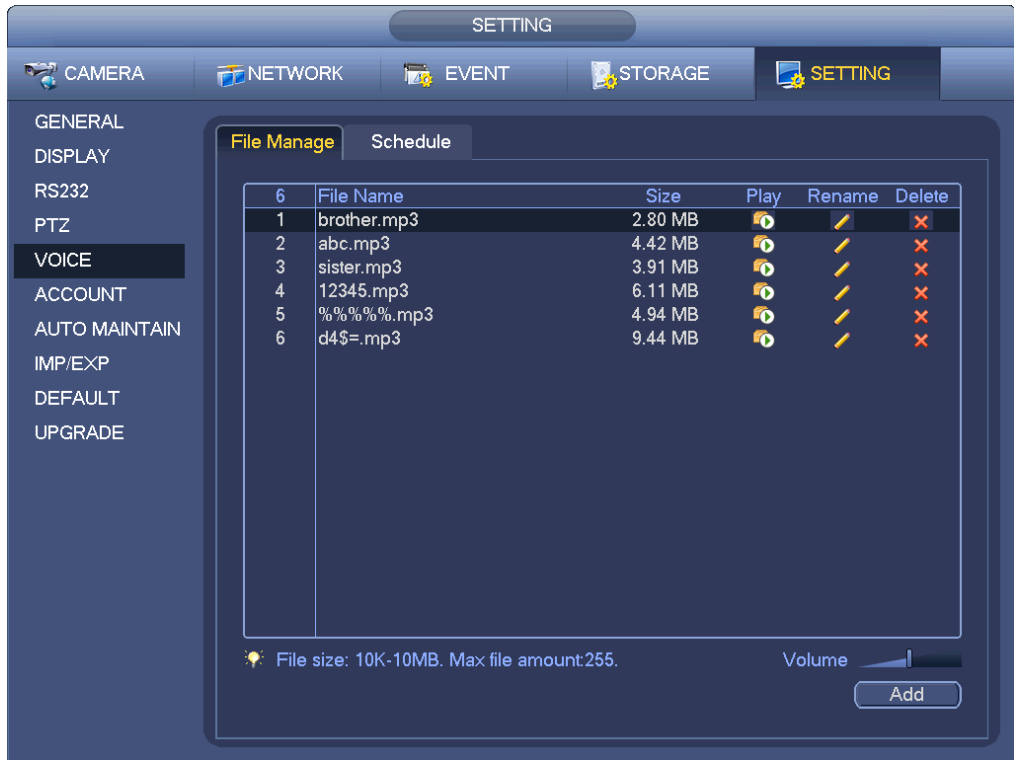 SETTING
CAMERA NETWORK EVENT STORAGE SETTING
GENERAL
DISPLAY
RS232
PTZ
VOICE
ACCOUNT
AUTO MAINTAIN
IMP/EXP
DEFAULT
UPGRADE
File Manage Schedule
6 File Name Size Play Rename Delete
1 brother.mp3 2.80 MB
2 abc.mp3 4.42 MB
3 sister.mp3 3.91 MB
4 12345.mp3 6.11 MB
5 %%%%%.mp3 4.94 MB
6 d4$=.mp3 9.44 MB
File size: 10K-10MB. Max file amount:255. Volume
Add